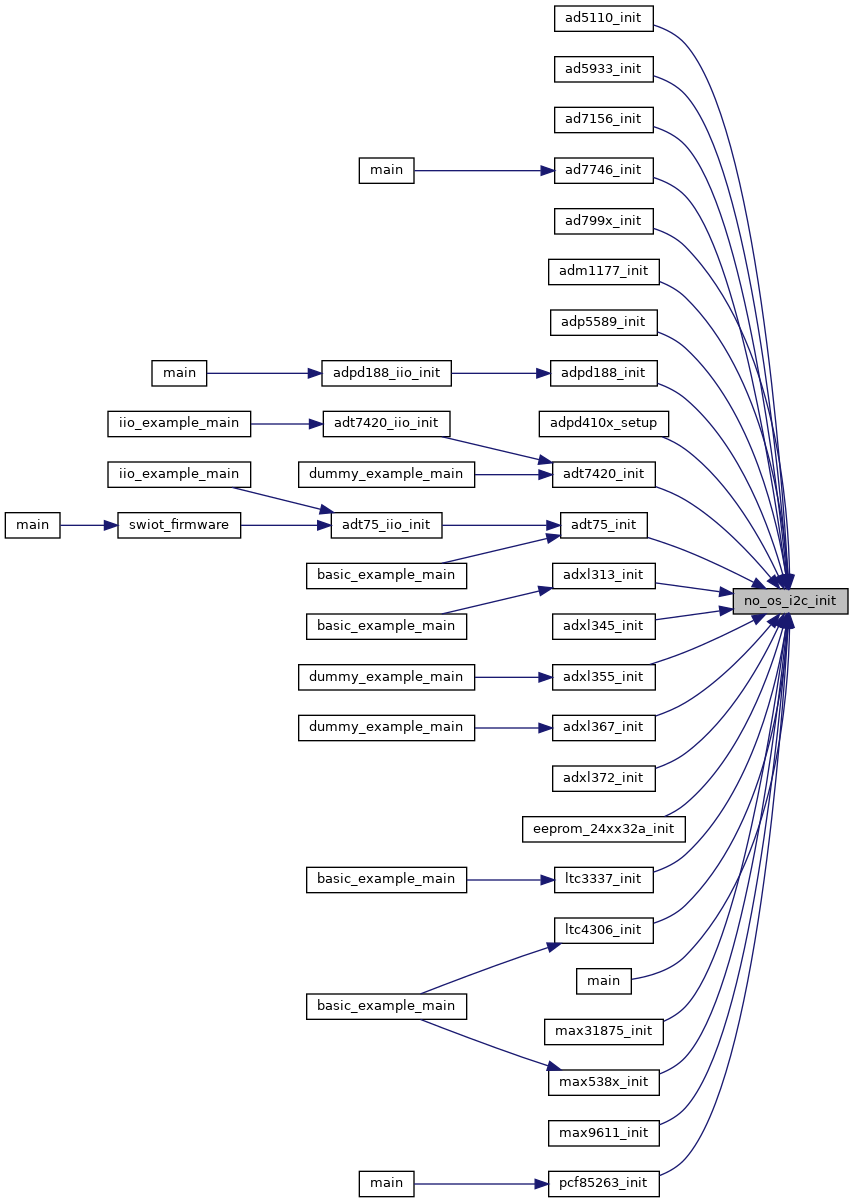 ad5110_init
ad5933_init
ad7156_init
main
ad7746_init
ad799x_init
adm1177_init
adp5589_init
main
adpd188_iio_init
adpd188_init
iio_example_main
adt7420_iio_init
adpd410x_setup
iio_example_main
dummy_example_main
adt7420_init
main
swiot_firmware
adt75_iio_init
adt75_init
basic_example_main
adxl313_init
no_os_i2c_init
basic_example_main
adxl345_init
dummy_example_main
adxl355_init
dummy_example_main
adxl367_init
adxl372_init
eeprom_24xx32a_init
basic_example_main
ltc3337_init
ltc4306_init
main
basic_example_main
max31875_init
max538x_init
max9611_init
main
pcf85263_init